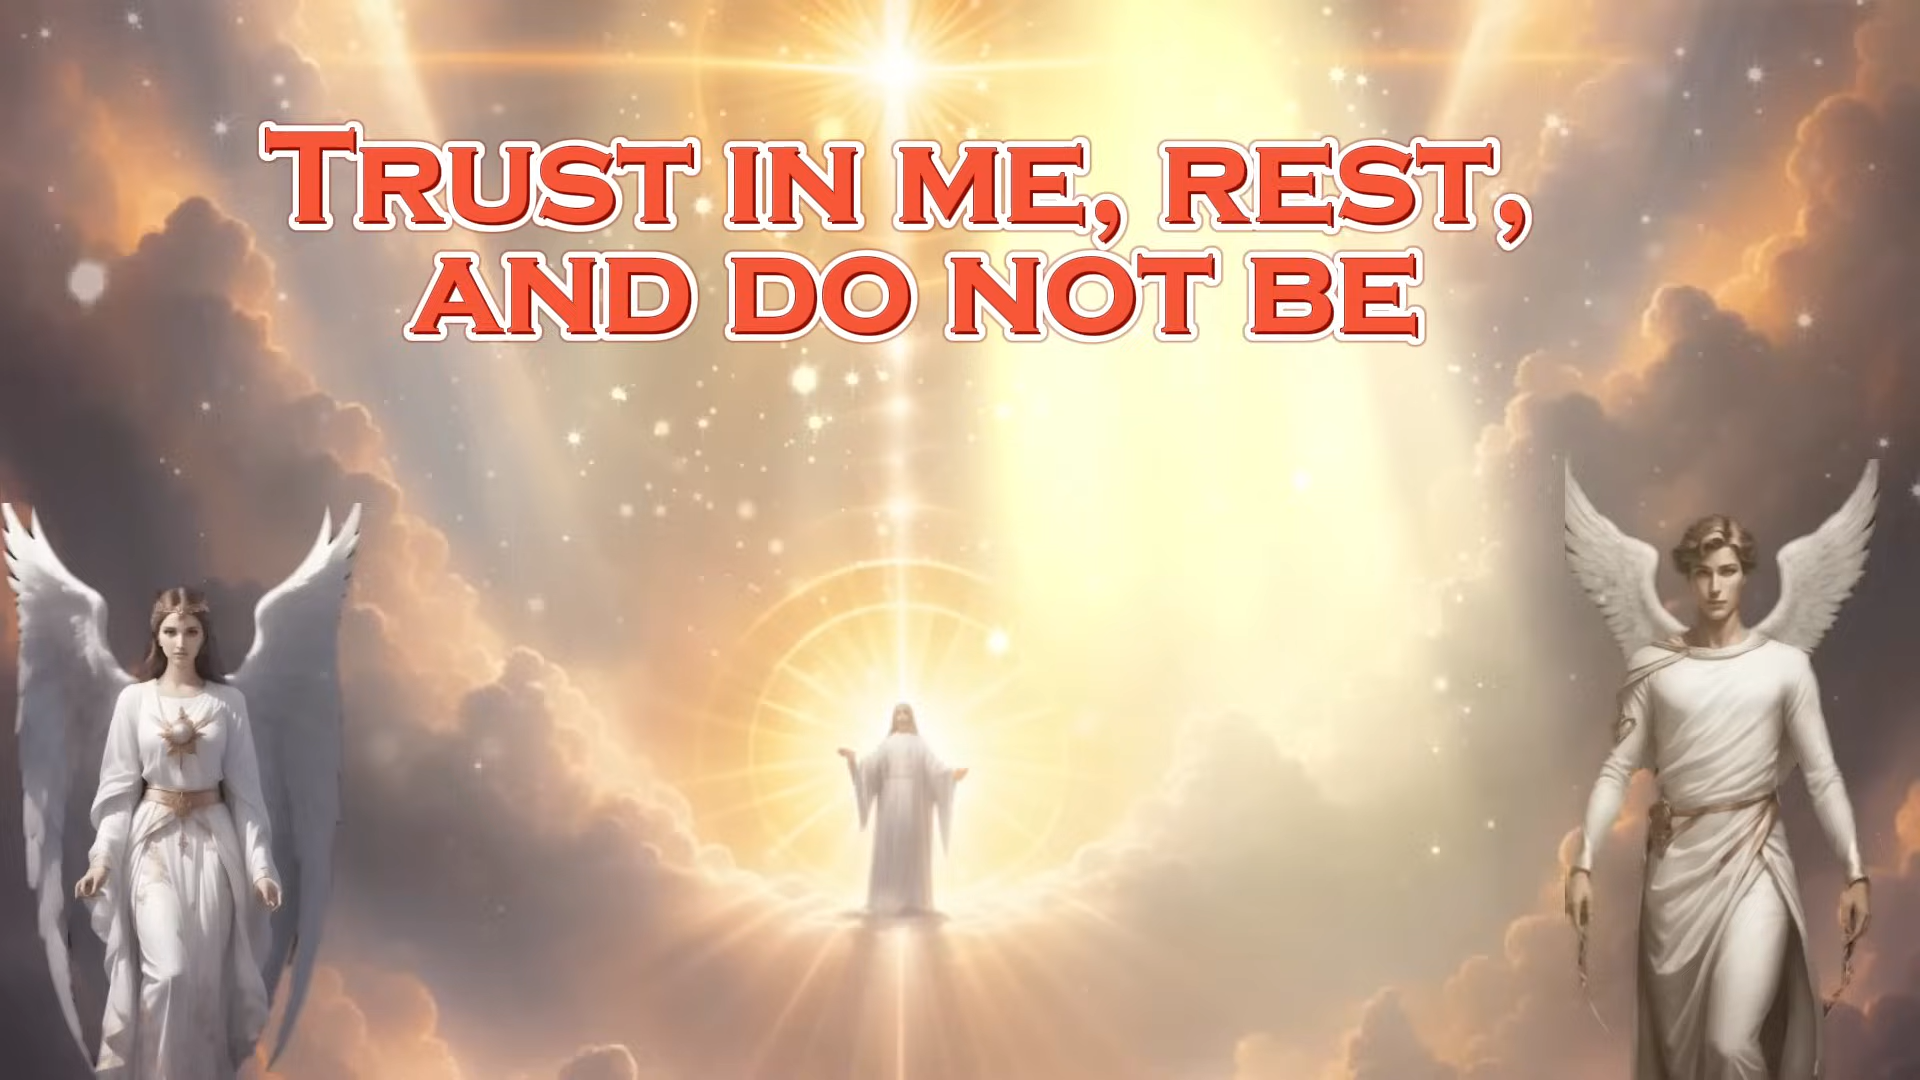 Trust in me, rest,
and do not be